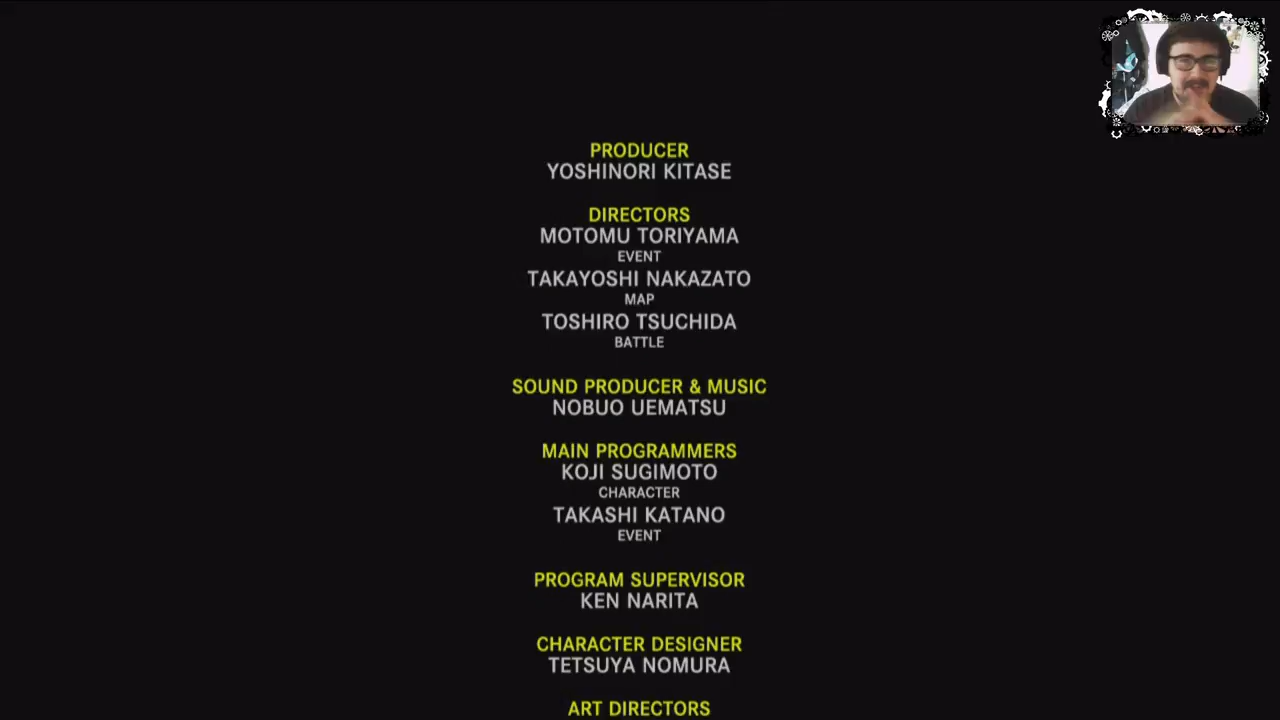 PRODUCER
YOSHINORI KITASE
DIRECTORS
MOTOMU TORIYAMA
EVENT
TAKAYOSHI NAKAZATO
MAP
TOSHIRO TSUCHIDA
BATTLE
SOUND PRODUCER & MUSIC
NOBUO UEMATSU
MAIN PROGRAMMERS
KOJI SUGIMOTO
CHARACTER
TAKASHI KATANO
EVENT
PROGRAM SUPERVISOR
KEN NARITA
CHARACTER DESIGNER
TETSUYA NOMURA
ART DIRECTORS